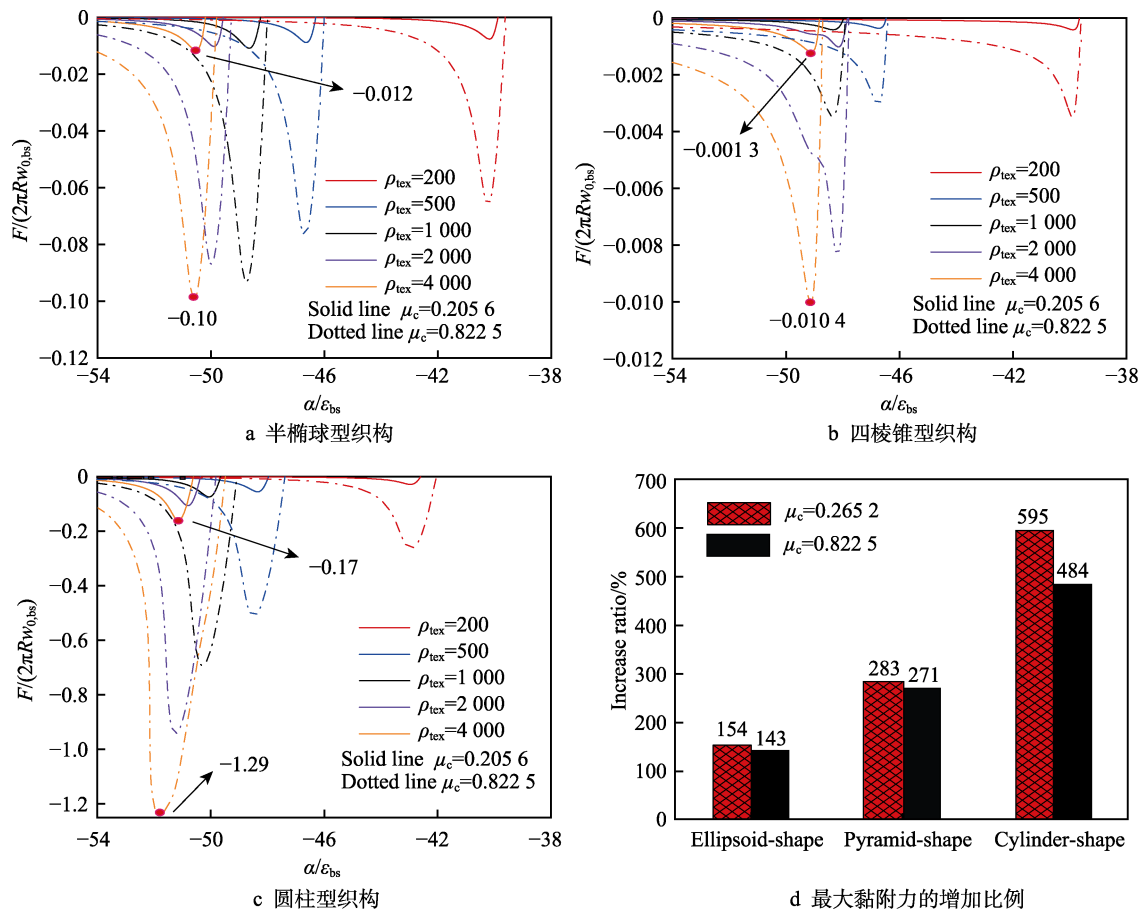 0
−0.02
−0.04
−0.06
−0.08
−0.10
−0.12
F/(2πRw0,bs)
−0.012
ρtex=200
ρtex=500
ρtex=1 000
ρtex=2 000
ρtex=4 000
Solid line μc=0.205 6
Dotted line μc=0.822 5
−0.10
−54 −50 −46 −42 −38
α/εbs
a 半椭球型织构
0
−0.002
−0.004
−0.006
−0.008
−0.010
−0.012
F/(2πRw0,bs)
−0.001 3
ρtex=200
ρtex=500
ρtex=1 000
ρtex=2 000
ρtex=4 000
Solid line μc=0.205 6
Dotted line μc=0.822 5
−0.010 4
−54 −50 −46 −42 −38
α/εbs
b 四棱锥型织构
0
−0.2
−0.4
−0.6
−0.8
−1.0
−1.2
F/(2πRw0,bs)
−0.17
ρtex=200
ρtex=500
ρtex=1 000
ρtex=2 000
ρtex=4 000
Solid line μc=0.205 6
Dotted line μc=0.822 5
−1.29
−54 −50 −46 −42 −38
α/εbs
c 圆柱型织构
700
600
500
400
300
200
100
0
Increase ratio/%
μc=0.265 2
μc=0.822 5
154 143
283 271
595 484
Ellipsoid-shape Pyramid-shape Cylinder-shape
d 最大黏附力的增加比例